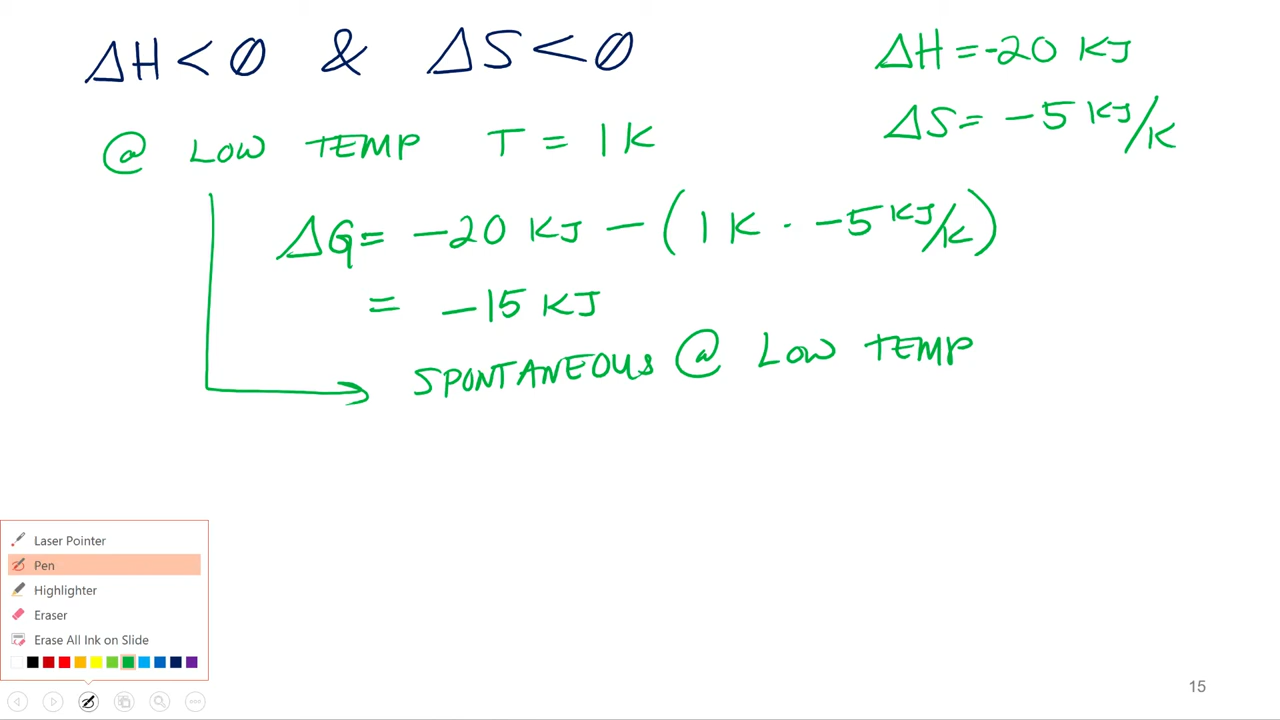 ΔH < 0 & ΔS < 0
ΔH = -20 KJ
ΔS = -5 KJ/K
@ LOW TEMP T = 1 K
ΔG = -20 KJ - (1 K · -5 KJ/K)
= -15 KJ
SPONTANEOUS @ LOW TEMP
Laser Pointer
Pen
Highlighter
Eraser
Erase All Ink on Slide
15